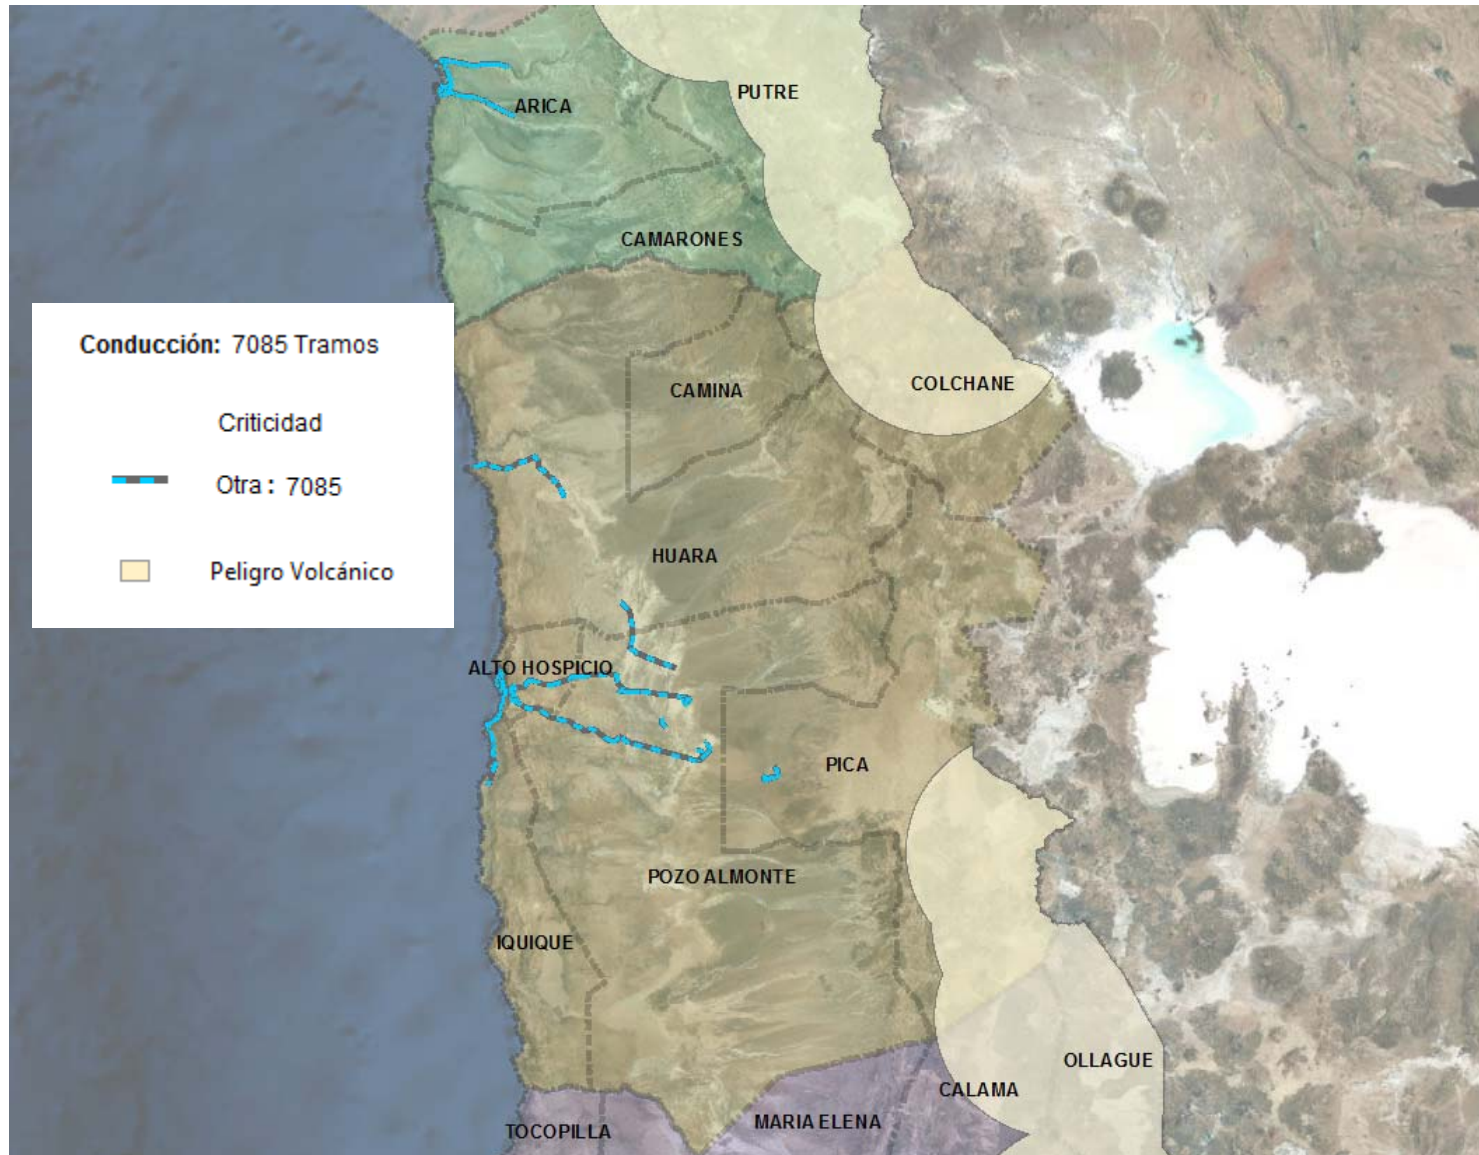 PUTRE
ARICA
CAMARONES
Conducción: 7085 Tramos
Criticidad
Otra : 7085
Peligro Volcánico
COLCHANE
CAMINA
HUARA
ALTO HOSPICIO
PICA
POZO ALMONTE
IQUIQUE
OLLAGUE
CALAMA
MARIA ELENA
TOCOPILLA